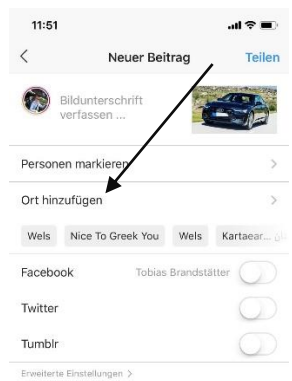 11:51
Neuer Beitrag Teilen
Bildunterschrift
verfassen ...
Personen markieren
Ort hinzufügen
Wels Nice To Greek You Wels Kartaear...
Facebook Tobias Brandstätter
Twitter
Tumblr
Erweiterte Einstellungen